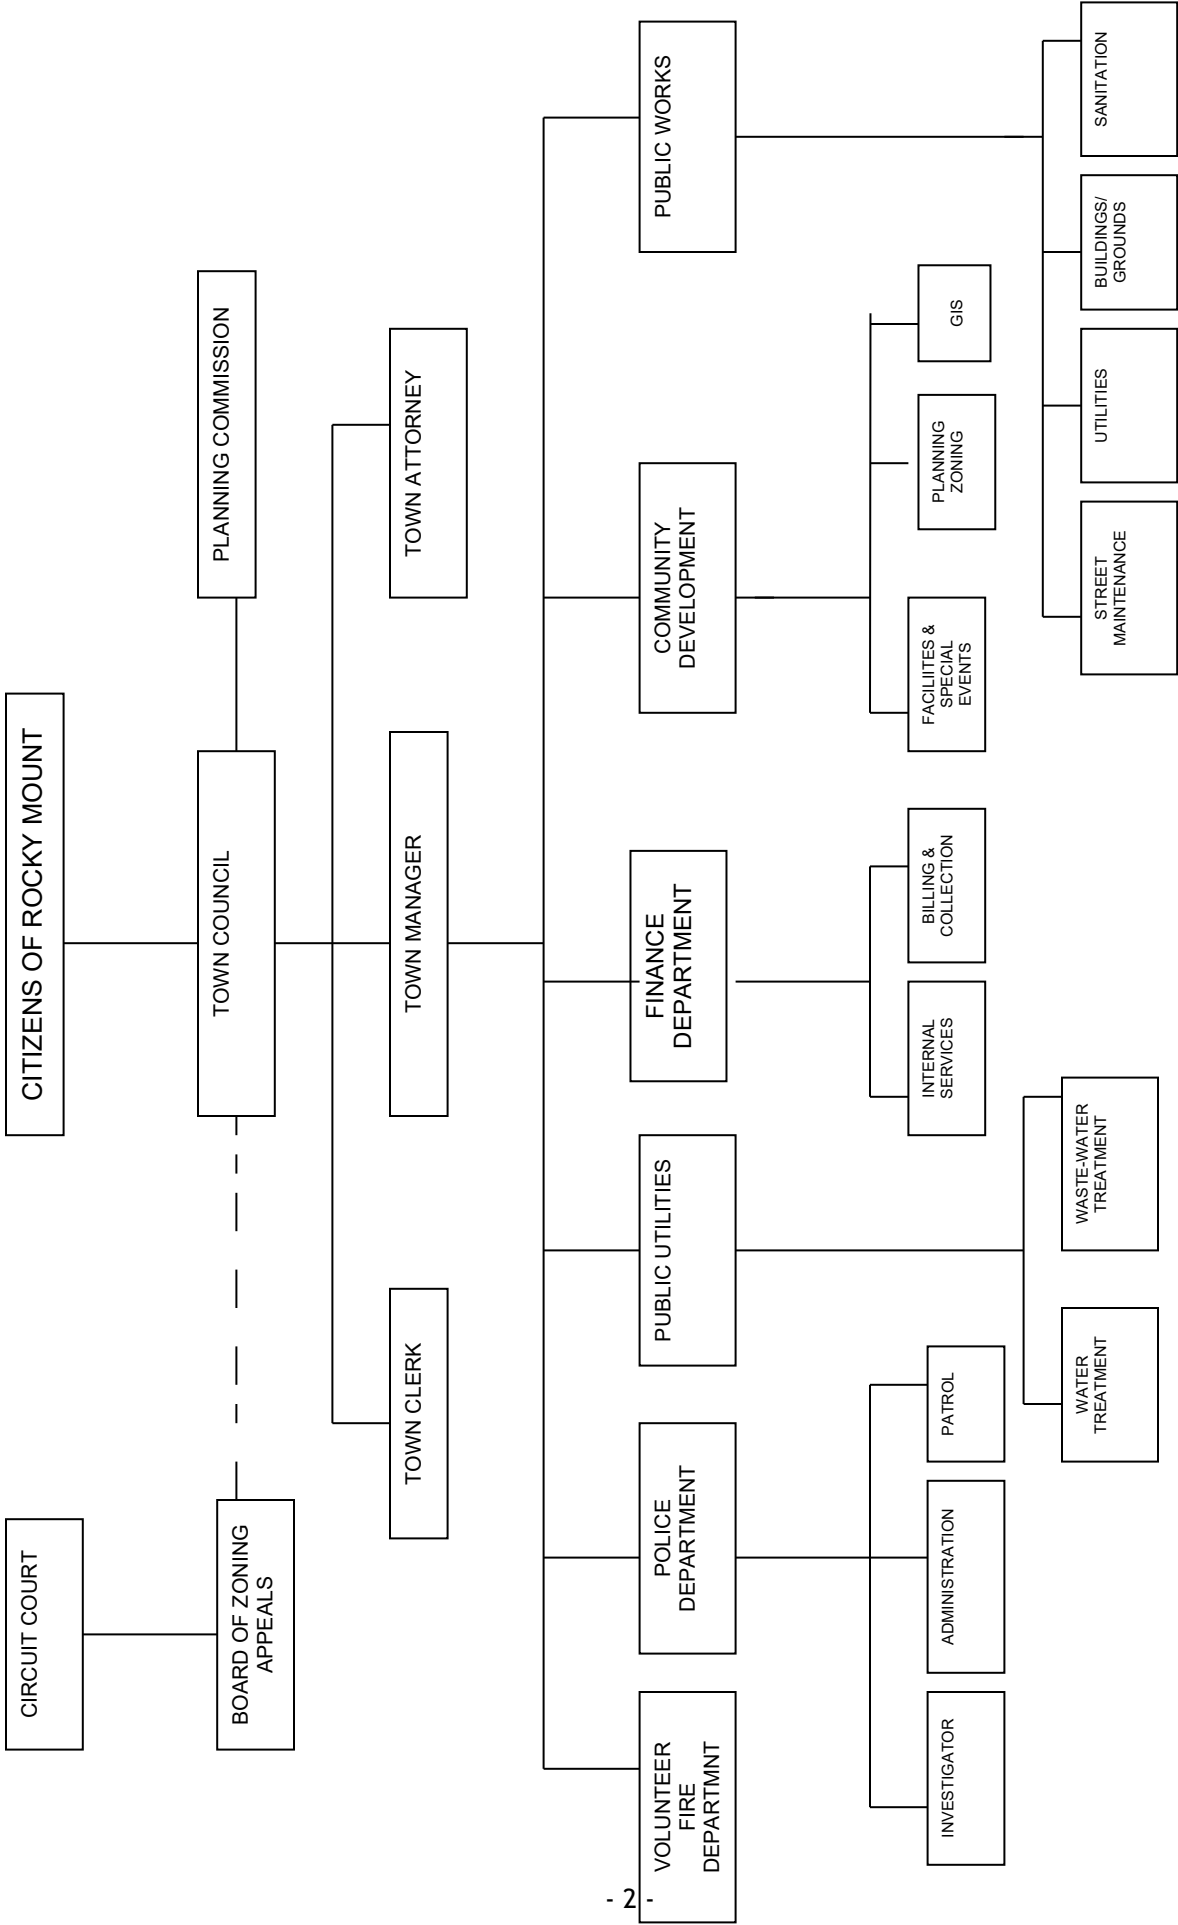 CIRCUIT COURT
CITIZENS OF ROCKY MOUNT
BOARD OF ZONING
APPEALS
TOWN COUNCIL
PLANNING COMMISSION
TOWN CLERK
TOWN MANAGER
TOWN ATTORNEY
VOLUNTEER
FIRE
DEPARTMNT
POLICE
DEPARTMENT
PUBLIC UTILITIES
FINANCE
DEPARTMENT
COMMUNITY
DEVELOPMENT
PUBLIC WORKS
INVESTIGATOR
ADMINISTRATION
PATROL
INTERNAL
SERVICES
BILLING &
COLLECTION
FACILIITES &
SPECIAL
EVENTS
PLANNING
ZONING
GIS
WATER
TREATMENT
WASTE-WATER
TREATMENT
STREET
MAINTENANCE
UTILITIES
BUILDINGS/
GROUNDS
SANITATION
- 2 -